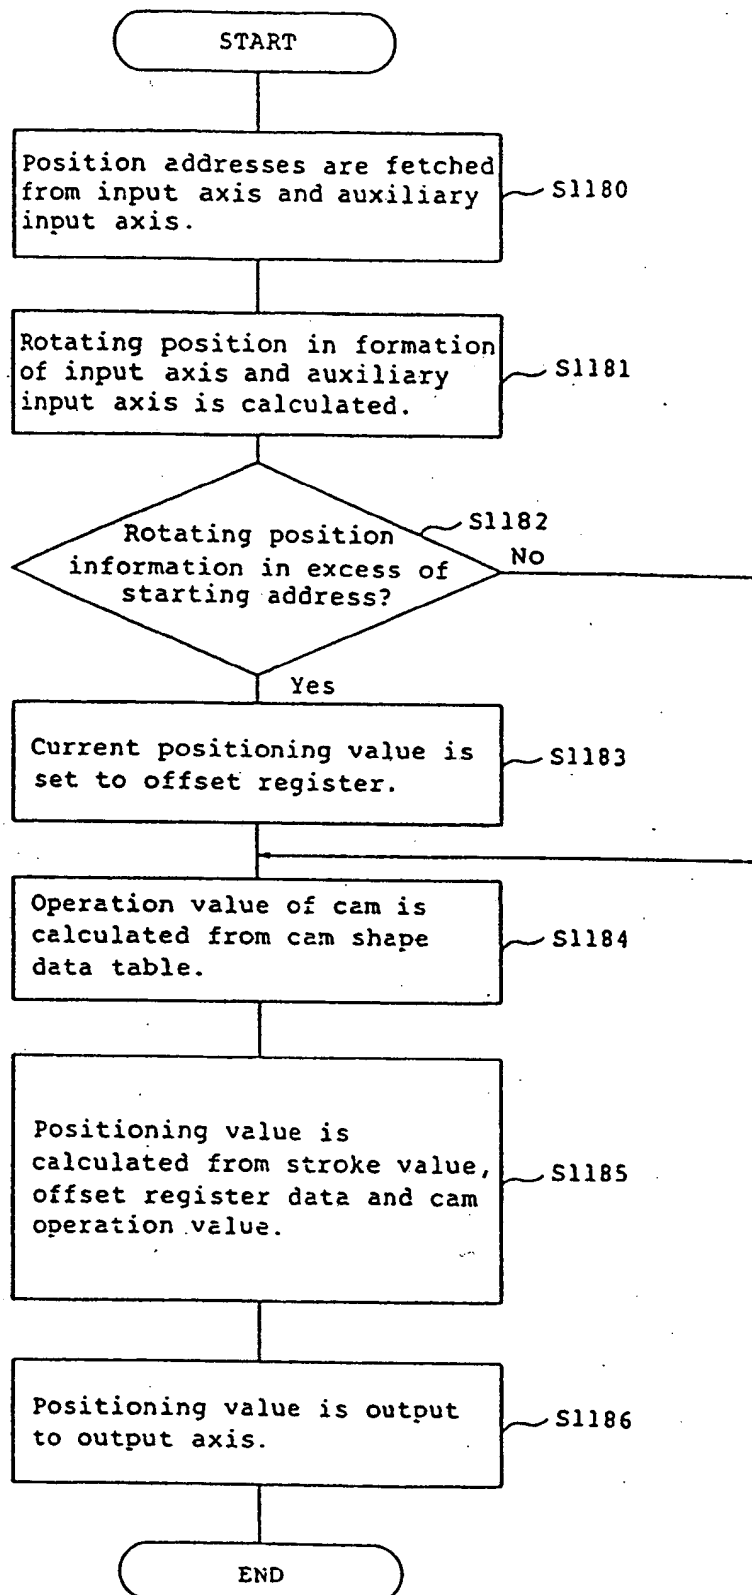 START
Position addresses are fetched
from input axis and auxiliary
input axis.
S1180
Rotating position in formation
of input axis and auxiliary
input axis is calculated.
S1181
Rotating position
information in excess of
starting address?
S1182
No
Yes
Current positioning value is
set to offset register.
S1183
Operation value of cam is
calculated from cam shape
data table.
S1184
Positioning value is
calculated from stroke value,
offset register data and cam
operation value.
S1185
Positioning value is output
to output axis.
S1186
END